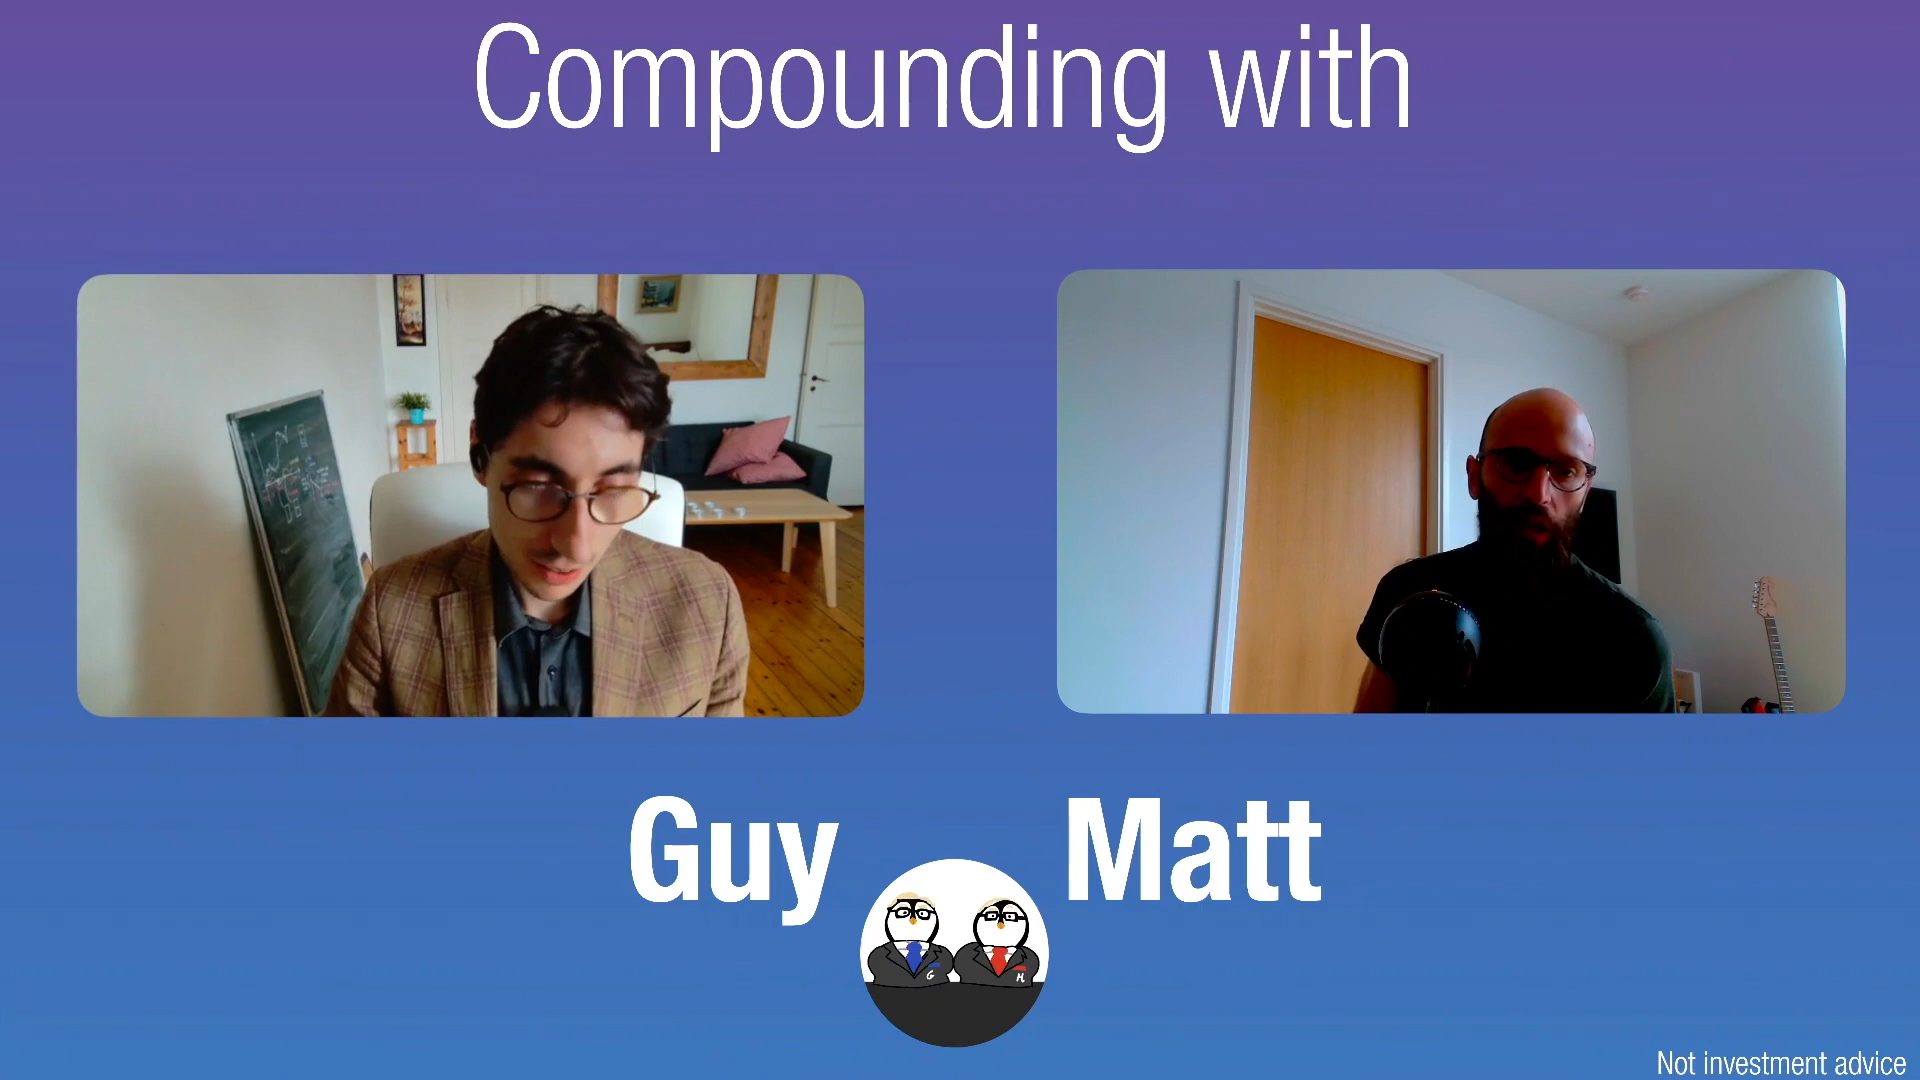 Compounding with
Guy
Matt
G
M
Not investment advice